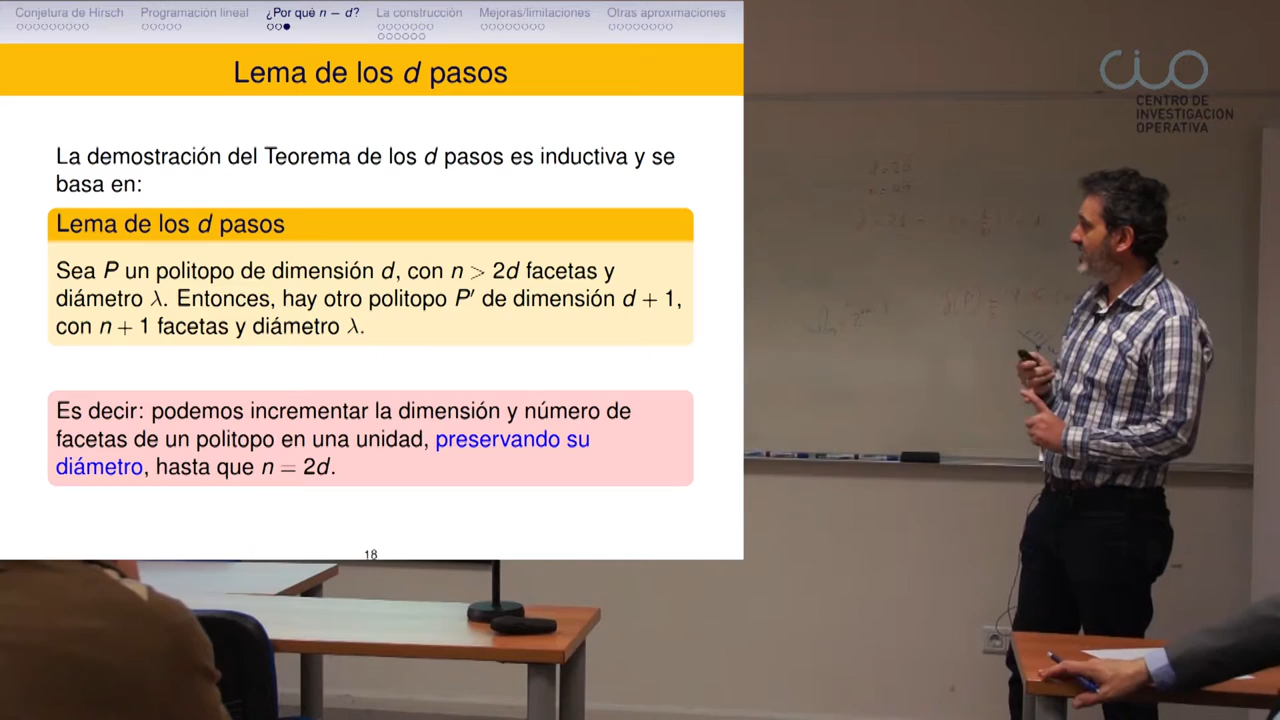 Conjetura de Hirsch Programación lineal ¿Por qué n − d? La construcción Mejoras/limitaciones Otras aproximaciones
Lema de los d pasos
La demostración del Teorema de los d pasos es inductiva y se
basa en:
Lema de los d pasos
Sea P un politopo de dimensión d, con n > 2d facetas y
diámetro λ. Entonces, hay otro politopo P′ de dimensión d + 1,
con n + 1 facetas y diámetro λ.
Es decir: podemos incrementar la dimensión y número de
facetas de un politopo en una unidad, preservando su
diámetro, hasta que n = 2d.
18
CIO
CENTRO DE
INVESTIGACION
OPERATIVA